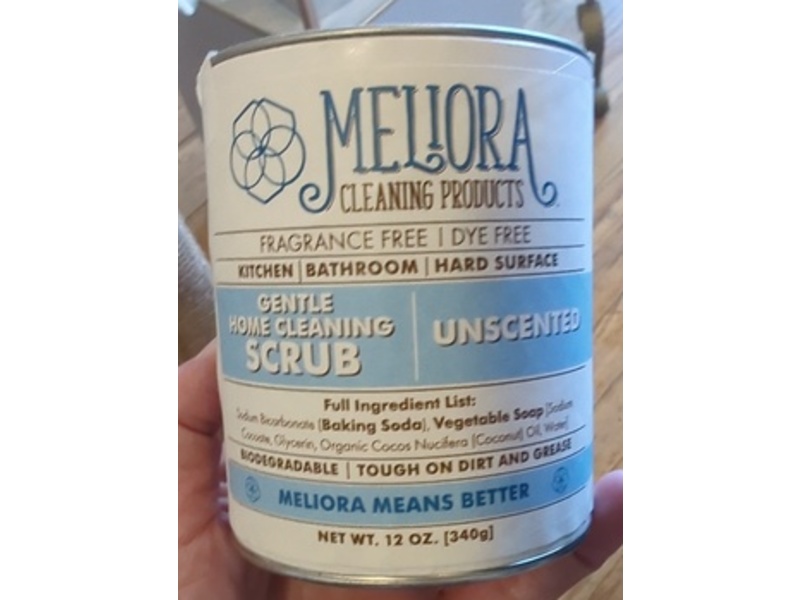 MELIORA
CLEANING PRODUCTS
FRAGRANCE FREE | DYE FREE
KITCHEN | BATHROOM | HARD SURFACE
GENTLE
HOME CLEANING
SCRUB
UNSCENTED
Full Ingredient List:
Sodium Bicarbonate (Baking Soda), Vegetable Soap [Sodium
Cocoate, Glycerin, Organic Cocos Nucifera (Coconut) Oil, Water]
BIODEGRADABLE | TOUGH ON DIRT AND GREASE
MELIORA MEANS BETTER
NET WT. 12 OZ. [340g]